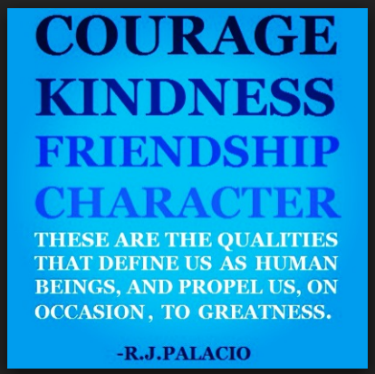 COURAGE
KINDNESS
FRIENDSHIP
CHARACTER
THESE ARE THE QUALITIES
THAT DEFINE US AS HUMAN
BEINGS, AND PROPEL US, ON
OCCASION, TO GREATNESS.
-R.J.PALACIO